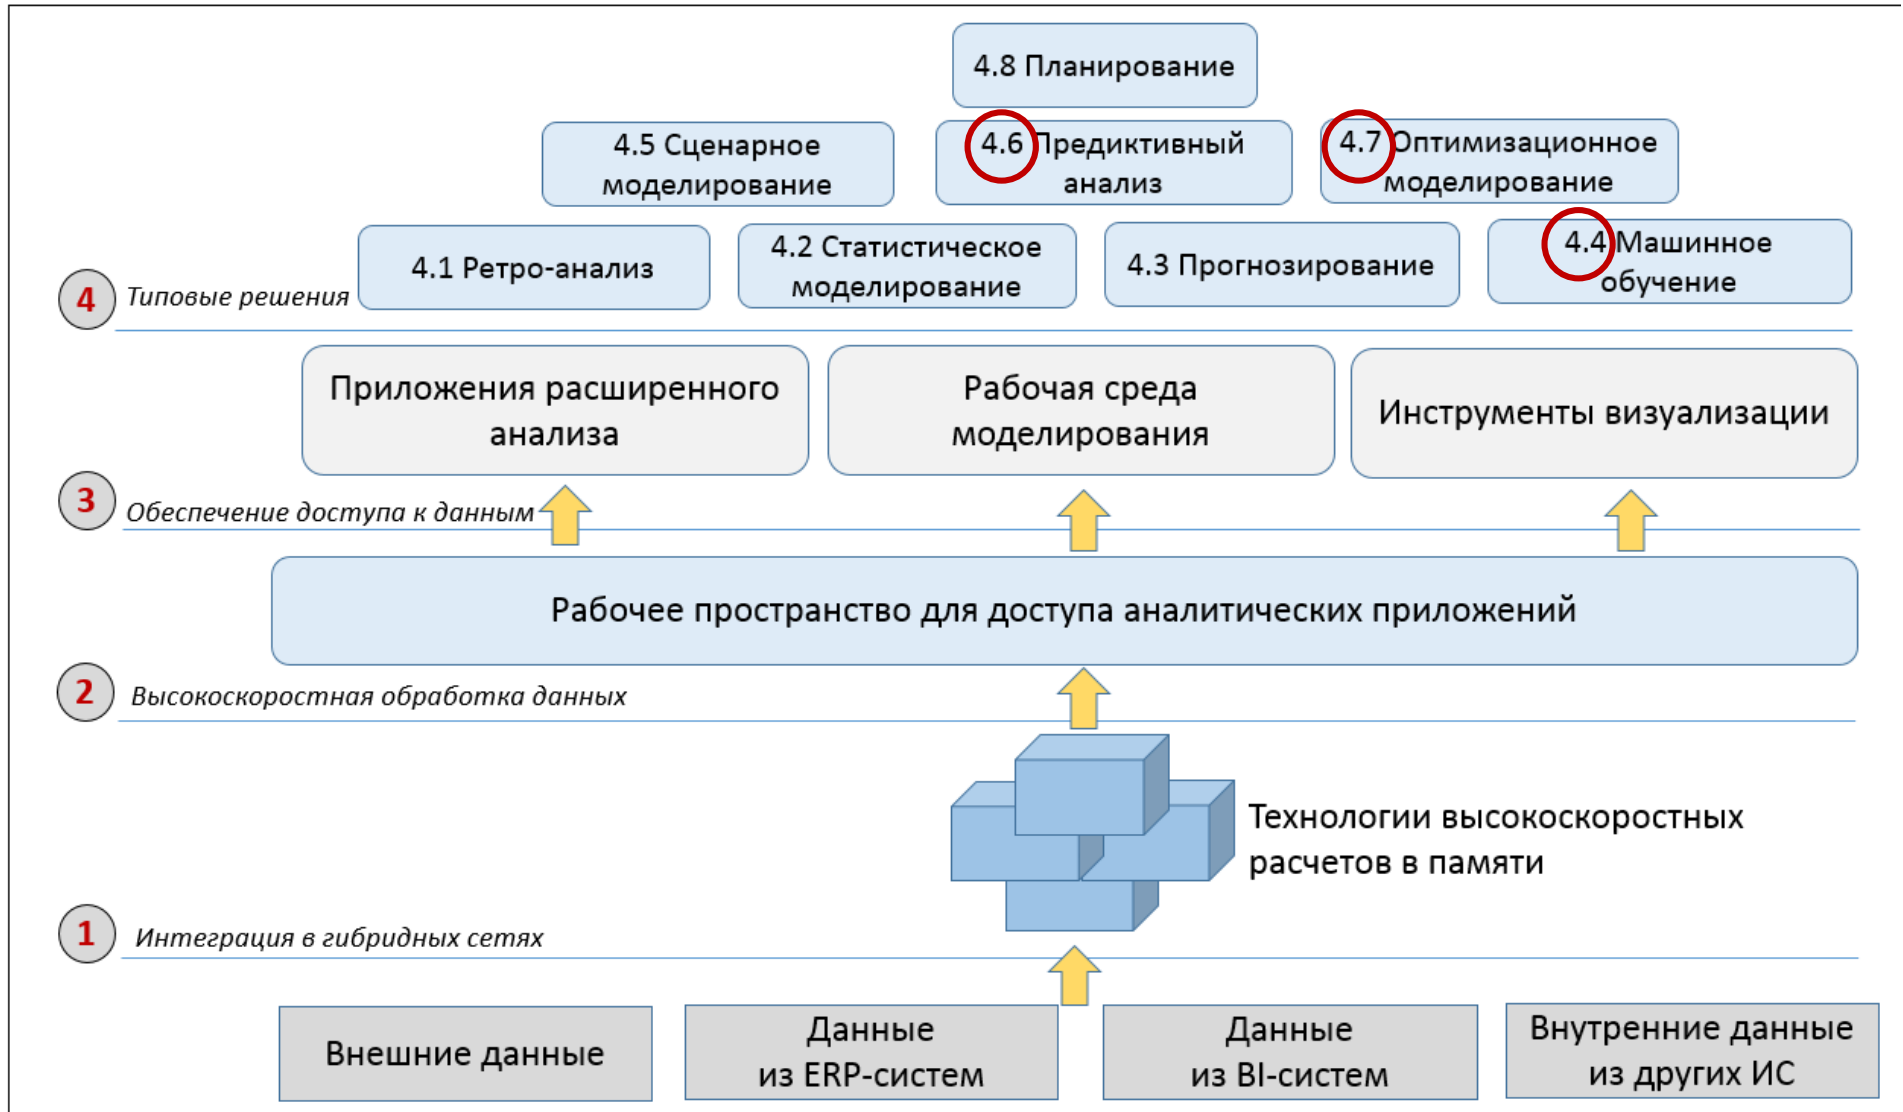 4.8 Планирование
4.5 Сценарное
моделирование
4.6 Предиктивный
анализ
4.7 Оптимизационное
моделирование
4.1 Ретро-анализ
4.2 Статистическое
моделирование
4.3 Прогнозирование
4.4 Машинное
обучение
4 Типовые решения
Приложения расширенного
анализа
Рабочая среда
моделирования
Инструменты визуализации
3 Обеспечение доступа к данным
Рабочее пространство для доступа аналитических приложений
2 Высокоскоростная обработка данных
Технологии высокоскоростных
расчетов в памяти
1 Интеграция в гибридных сетях
Внешние данные
Данные
из ERP-систем
Данные
из BI-систем
Внутренние данные
из других ИС